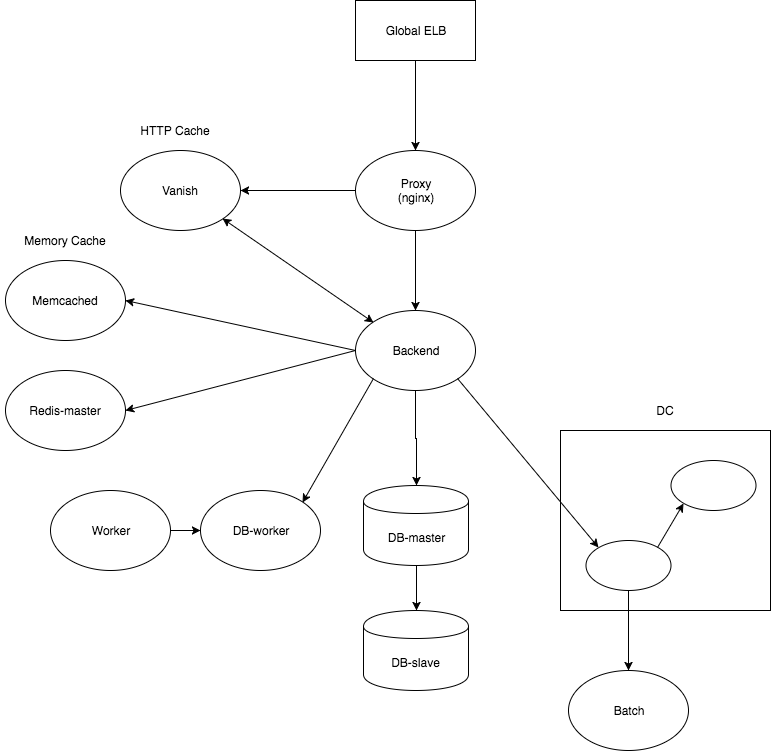 Global ELB
HTTP Cache
Vanish
Proxy
(nginx)
Memory Cache
Memcached
Backend
Redis-master
DC
Worker
DB-worker
DB-master
DB-slave
Batch